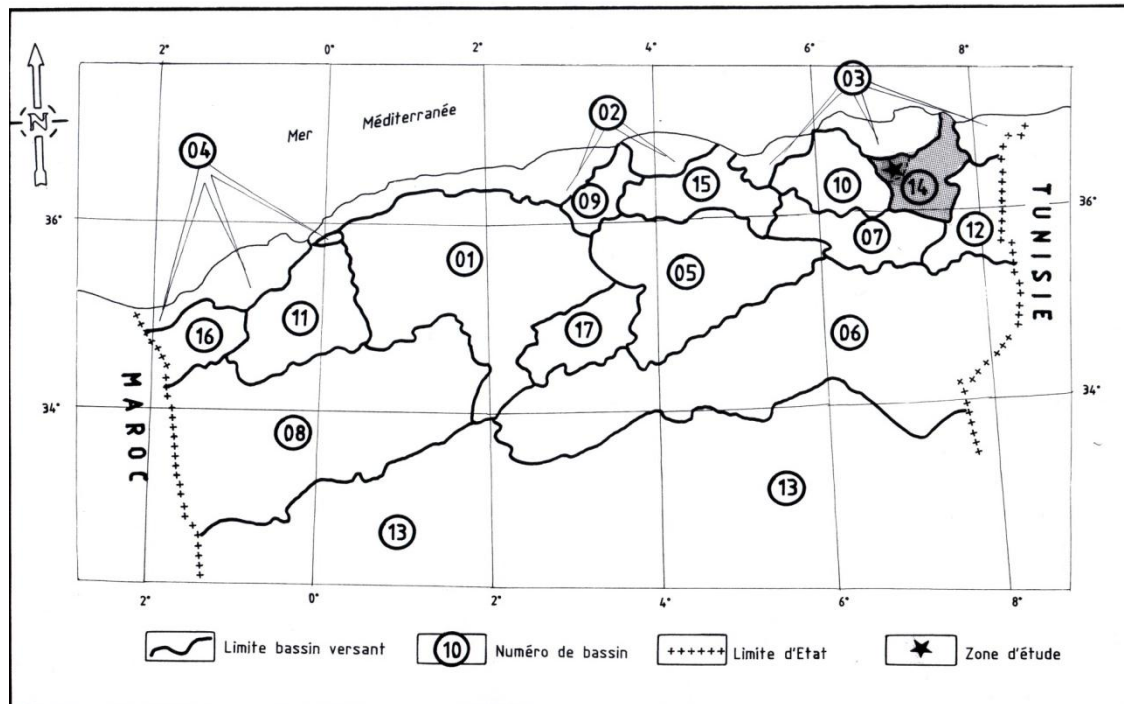 2° 0° 2° 4° 6° 8°
N
Mer Méditerranée
03
02
04
36° 36°
09 15 10 14
07 12
01 05
16 11 17 06
34° 34°
08
13 13
MAROC
TUNISIE
2° 0° 2° 4° 6° 8°
Limite bassin versant
10 Numéro de bassin
Limite d'Etat
Zone d'étude